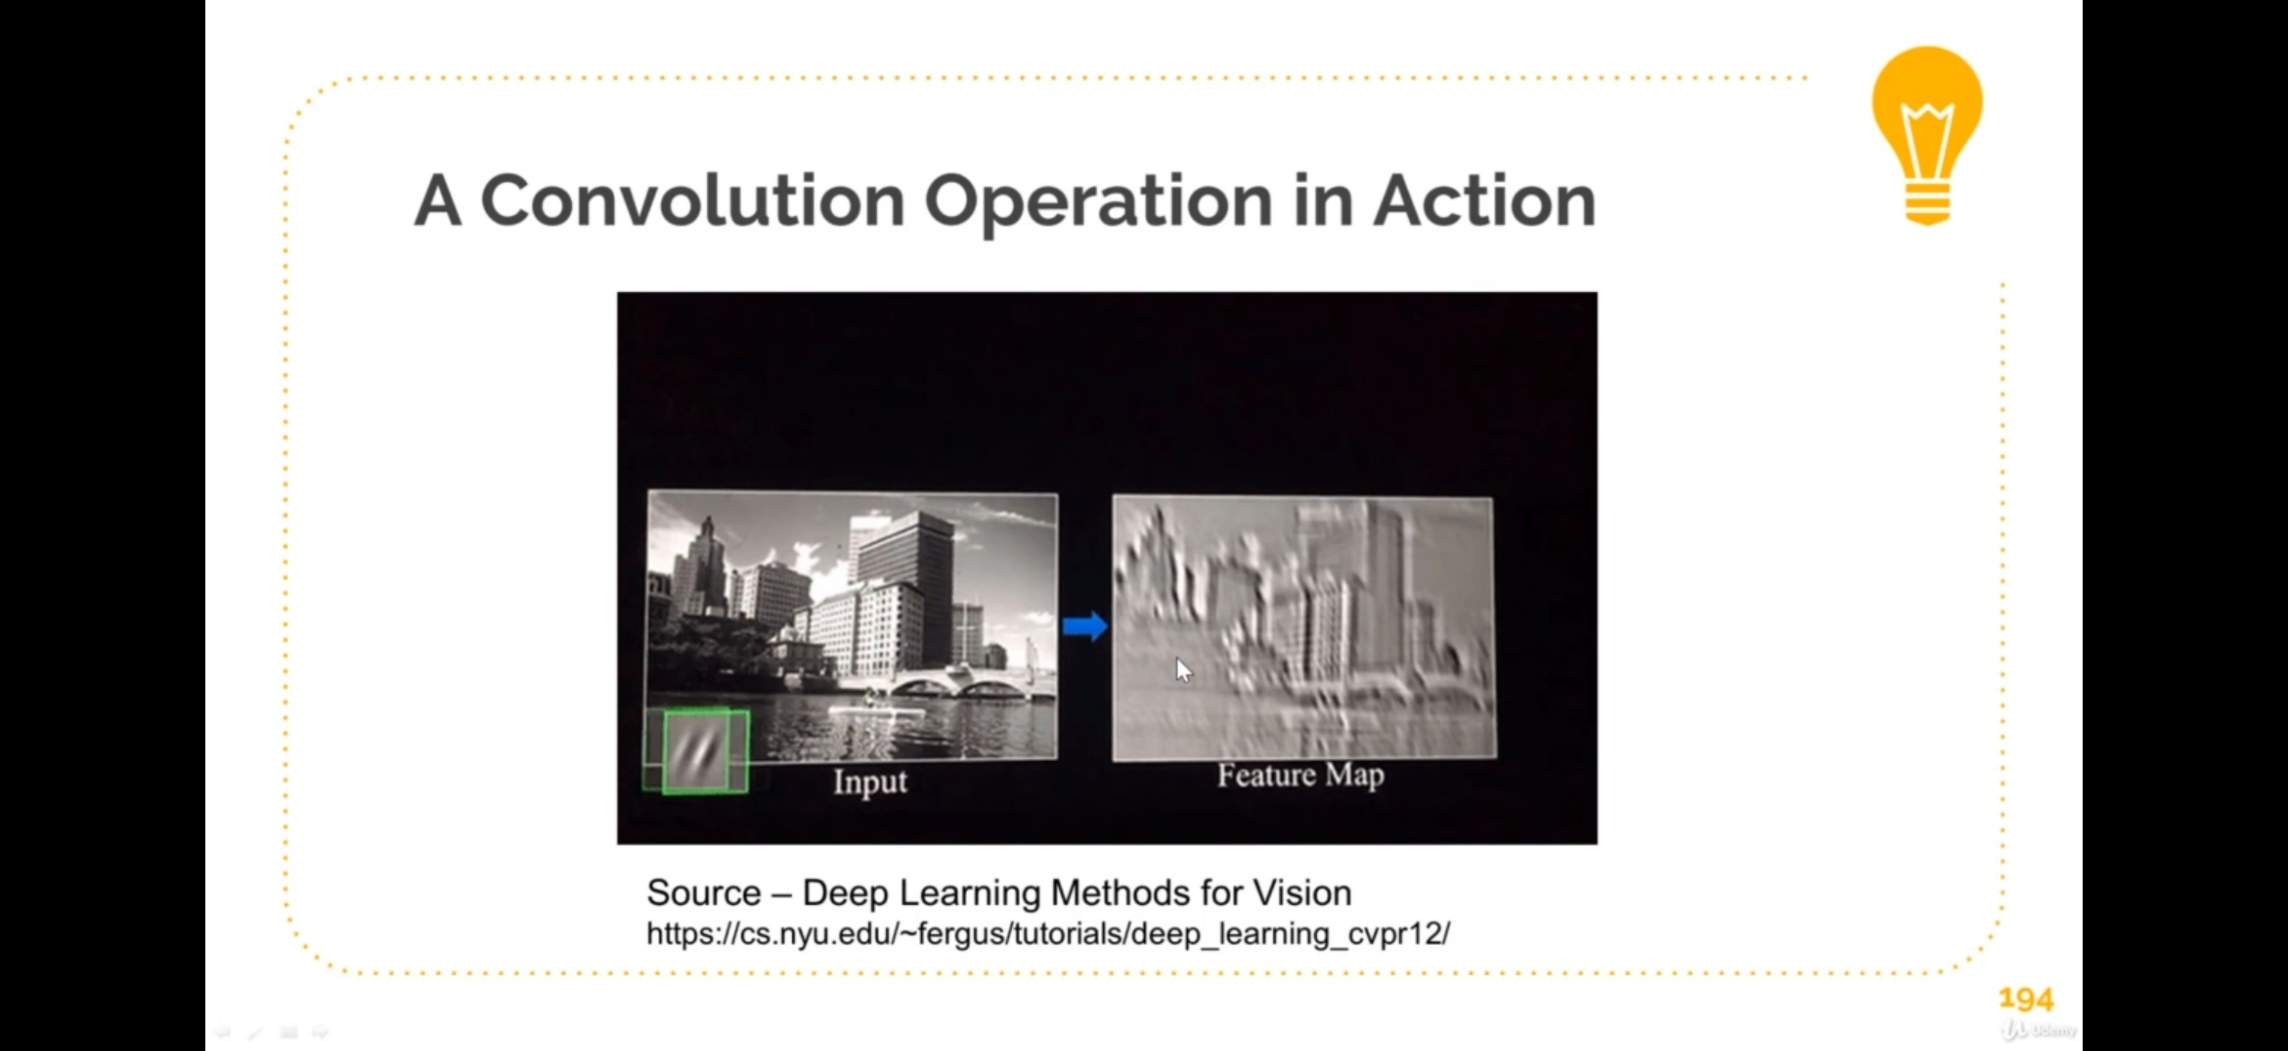 A Convolution Operation in Action
Input
Feature Map
Source – Deep Learning Methods for Vision
https://cs.nyu.edu/~fergus/tutorials/deep_learning_cvpr12/
194
Udemy